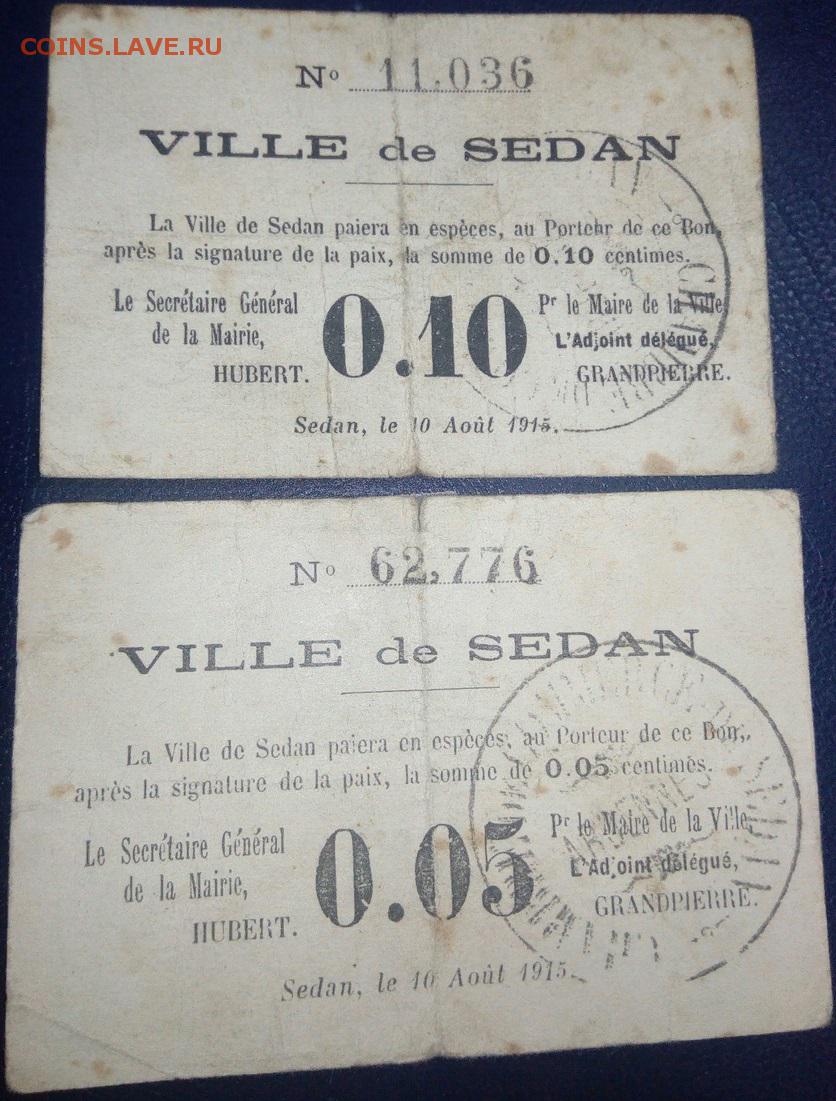 COINS.LAVE.RU
Nº 11.036
VILLE de SEDAN
La Ville de Sedan paiera en espèces, au Porteur de ce Bon,
après la signature de la paix, la somme de 0.10 centimes.
Le Secrétaire Général
de la Mairie,
HUBERT.
0.10
Pr le Maire de la Ville
L'Adjoint délégué,
GRANDPIERRE.
Sedan, le 10 Août 1915.
Nº 62,776
VILLE de SEDAN
La Ville de Sedan paiera en espèces, au Porteur de ce Bon,
après la signature de la paix, la somme de 0.05 centimes.
Le Secrétaire Général
de la Mairie,
HUBERT.
0.05
Pr le Maire de la Ville
L'Adjoint délégué,
GRANDPIERRE.
Sedan, le 10 Août 1915.
ARDENNES